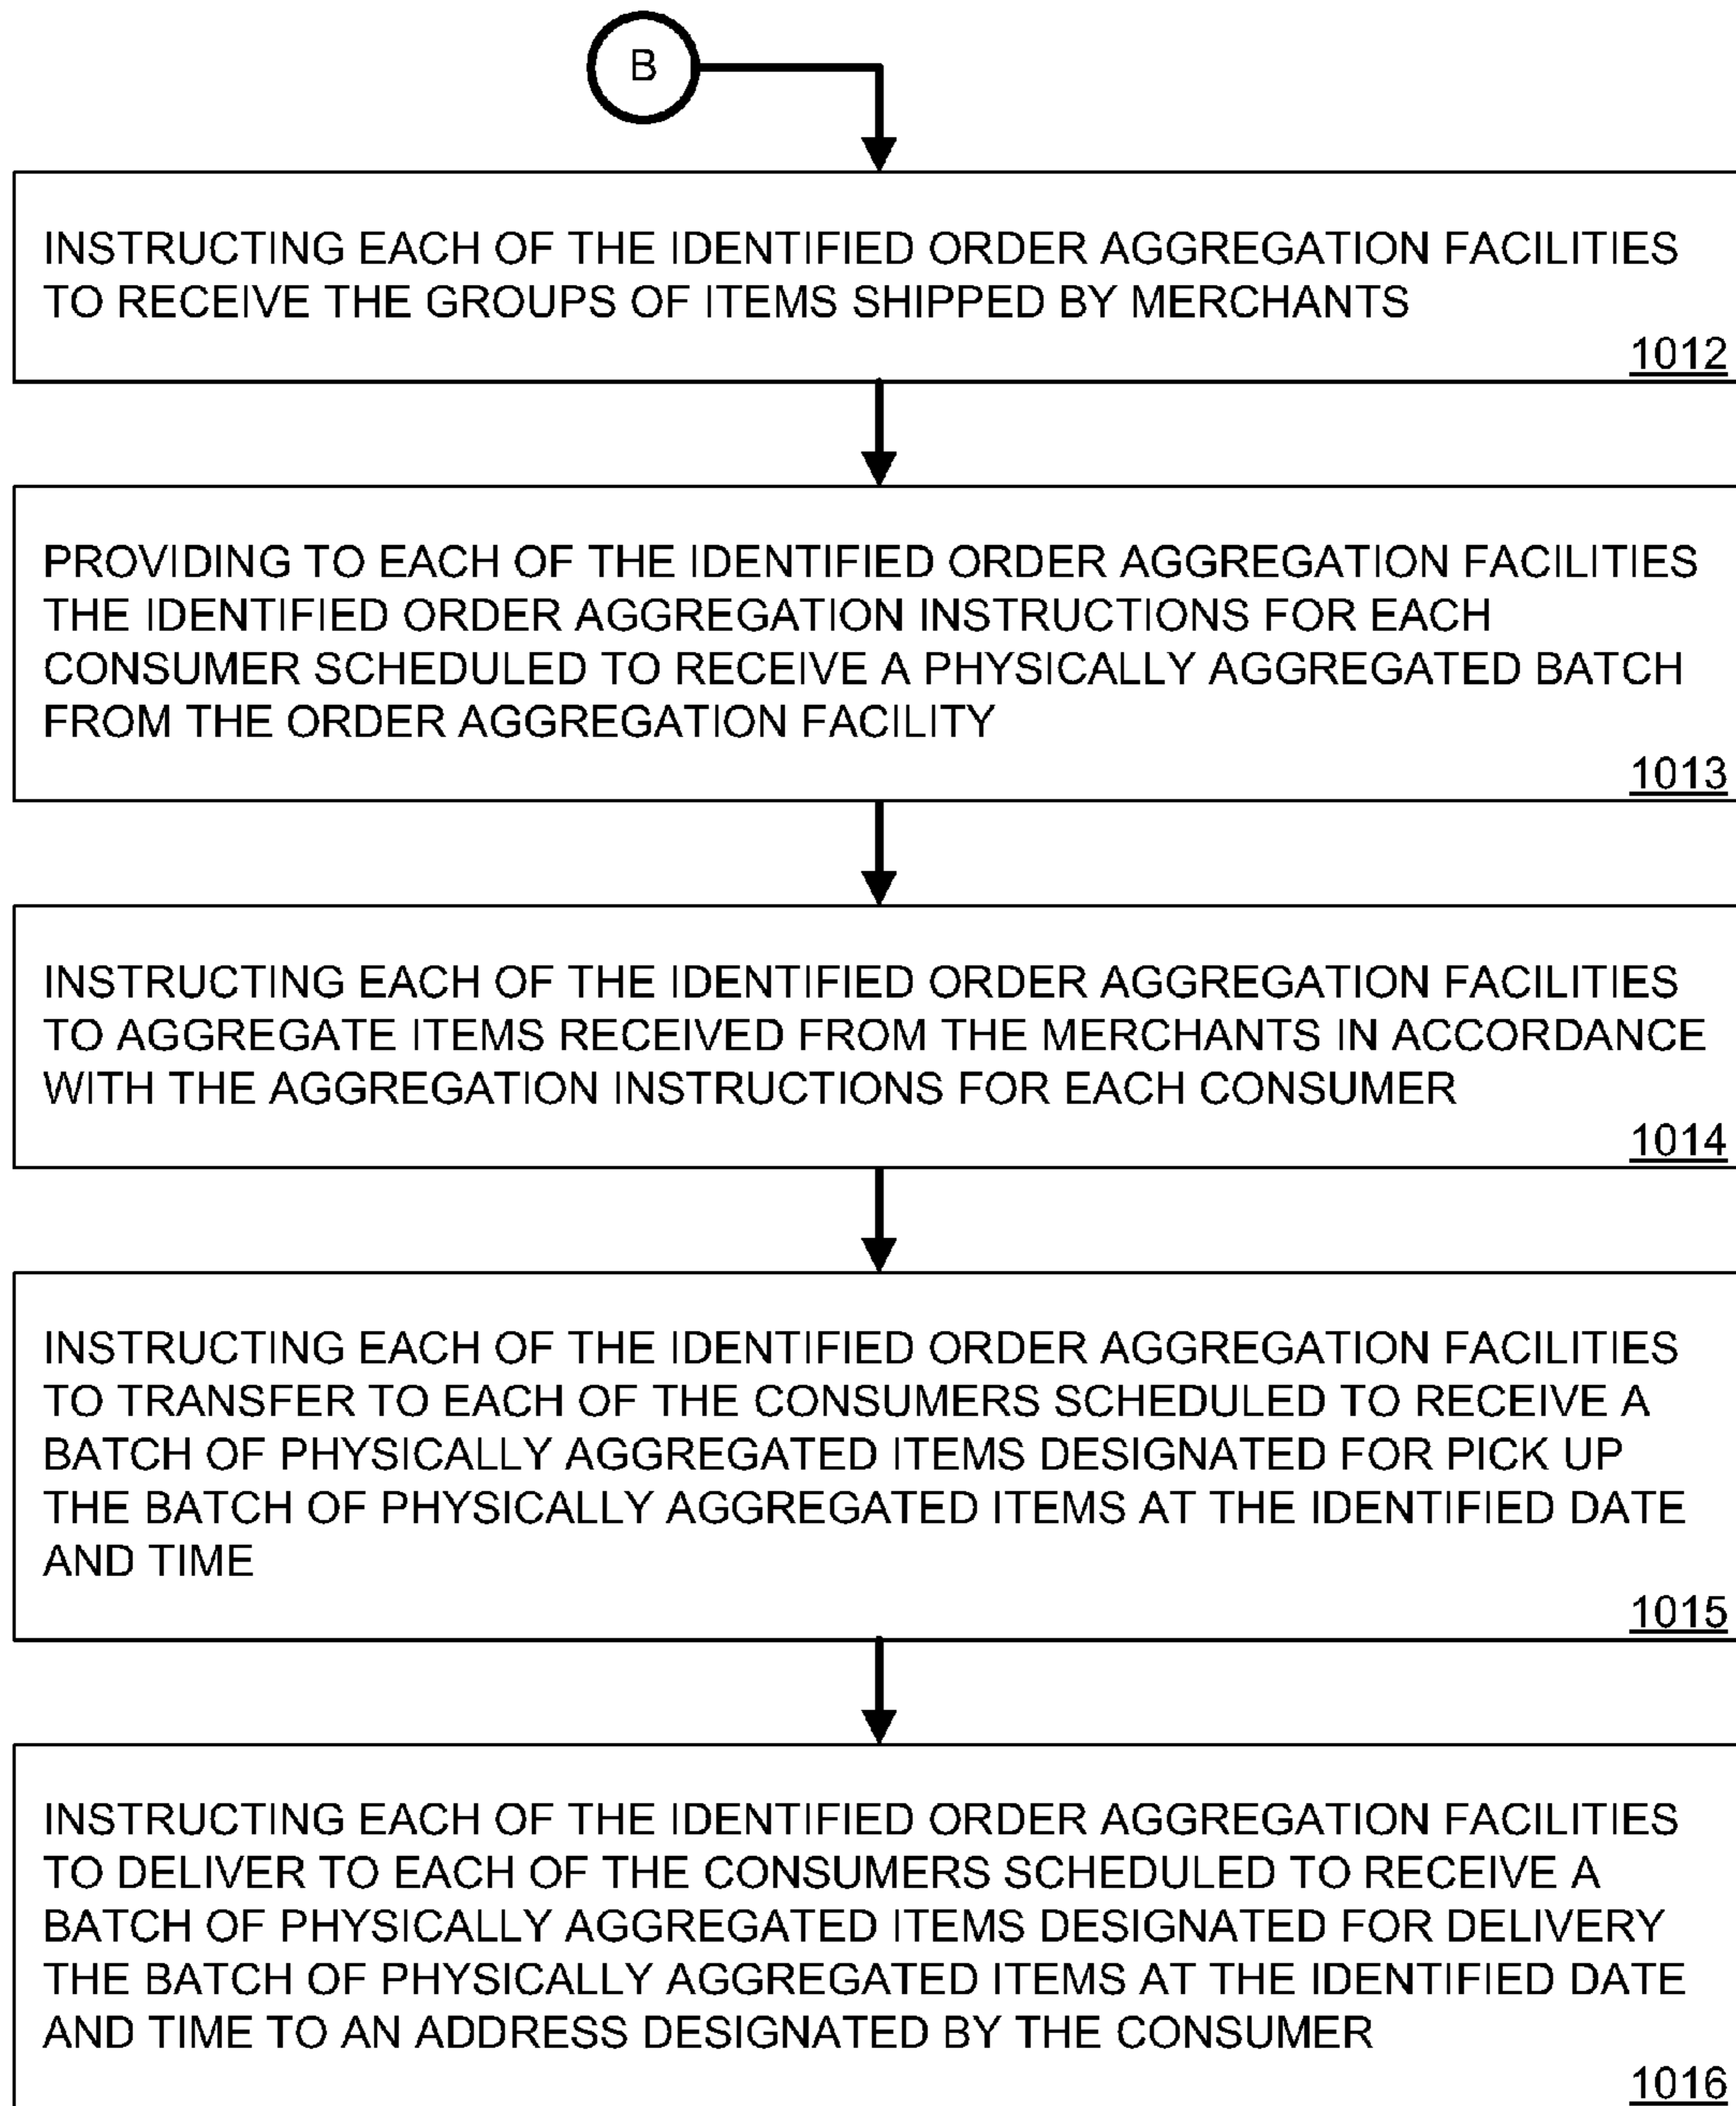 B
INSTRUCTING EACH OF THE IDENTIFIED ORDER AGGREGATION FACILITIES
TO RECEIVE THE GROUPS OF ITEMS SHIPPED BY MERCHANTS
1012
PROVIDING TO EACH OF THE IDENTIFIED ORDER AGGREGATION FACILITIES
THE IDENTIFIED ORDER AGGREGATION INSTRUCTIONS FOR EACH
CONSUMER SCHEDULED TO RECEIVE A PHYSICALLY AGGREGATED BATCH
FROM THE ORDER AGGREGATION FACILITY
1013
INSTRUCTING EACH OF THE IDENTIFIED ORDER AGGREGATION FACILITIES
TO AGGREGATE ITEMS RECEIVED FROM THE MERCHANTS IN ACCORDANCE
WITH THE AGGREGATION INSTRUCTIONS FOR EACH CONSUMER
1014
INSTRUCTING EACH OF THE IDENTIFIED ORDER AGGREGATION FACILITIES
TO TRANSFER TO EACH OF THE CONSUMERS SCHEDULED TO RECEIVE A
BATCH OF PHYSICALLY AGGREGATED ITEMS DESIGNATED FOR PICK UP
THE BATCH OF PHYSICALLY AGGREGATED ITEMS AT THE IDENTIFIED DATE
AND TIME
1015
INSTRUCTING EACH OF THE IDENTIFIED ORDER AGGREGATION FACILITIES
TO DELIVER TO EACH OF THE CONSUMERS SCHEDULED TO RECEIVE A
BATCH OF PHYSICALLY AGGREGATED ITEMS DESIGNATED FOR DELIVERY
THE BATCH OF PHYSICALLY AGGREGATED ITEMS AT THE IDENTIFIED DATE
AND TIME TO AN ADDRESS DESIGNATED BY THE CONSUMER
1016